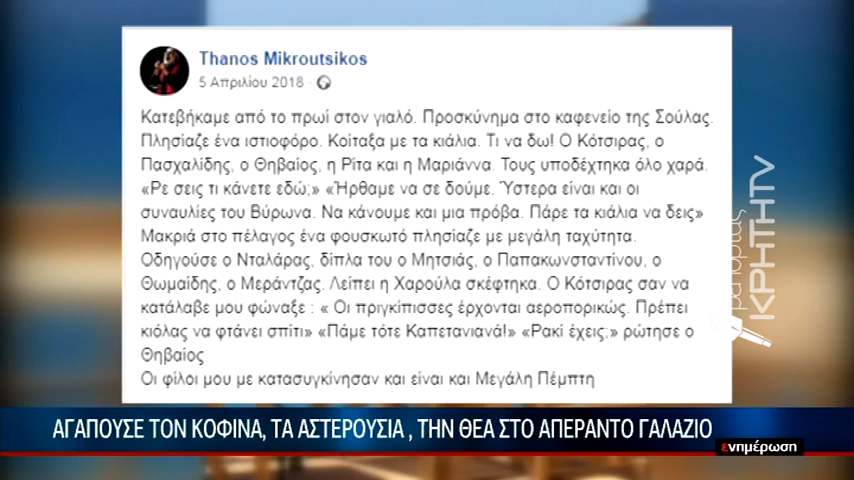 Thanos Mikroutsikos
5 Απριλίου 2018
Κατεβήκαμε από το πρωί στον γιαλό. Προσκύνημα στο καφενείο της Σούλας.
Πλησίαζε ένα ιστιοφόρο. Κοίταξα με τα κιάλια. Τι να δω! Ο Κότσιρας, ο
Πασχαλίδης, ο Θηβαίος, η Ρίτα και η Μαριάννα. Τους υποδέχτηκα όλο χαρά.
«Ρε σεις τι κάνετε εδώ;» «Ήρθαμε να σε δούμε. Ύστερα είναι και οι
συναυλίες του Βύρωνα. Να κάνουμε και μια πρόβα. Πάρε τα κιάλια να δεις»
Μακριά στο πέλαγος ένα φουσκωτό πλησίαζε με μεγάλη ταχύτητα.
Οδηγούσε ο Νταλάρας, δίπλα του ο Μητσιάς, ο Παπακωνσταντίνου, ο
Θωμαίδης, ο Μεράντζας. Λείπει η Χαρούλα σκέφτηκα. Ο Κότσιρας σαν να
κατάλαβε μου φώναξε : « Οι πριγκίπισσες έρχονται αεροπορικώς. Πρέπει
κιόλας να φτάνει σπίτι» «Πάμε τότε Καπετανιανά!» «Ρακί έχεις;» ρώτησε ο
Θηβαίος
Οι φίλοι μου με κατασυγκίνησαν και είναι και Μεγάλη Πέμπτη
ρεπορτάζ
ΚΡΗΤΗTV
ΑΓΑΠΟΥΣΕ ΤΟΝ ΚΟΦΙΝΑ, ΤΑ ΑΣΤΕΡΟΥΣΙΑ , ΤΗΝ ΘΕΑ ΣΤΟ ΑΠΕΡΑΝΤΟ ΓΑΛΑΖΙΟ
ενημέρωση